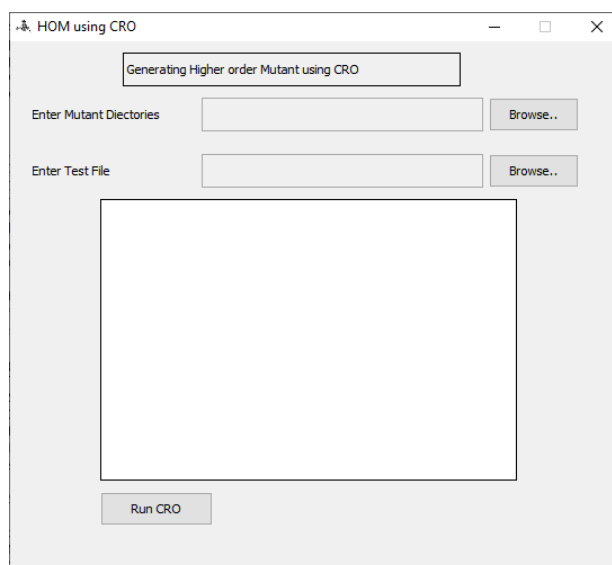 HOM using CRO
Generating Higher order Mutant using CRO
Enter Mutant Diectories
Browse..
Enter Test File
Browse..
Run CRO